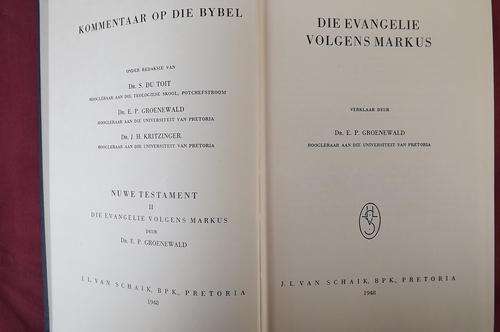 KOMMENTAAR OP DIE BYBEL
ONDER REDAKSIE VAN
Dr. S. DU TOIT
HOOGLERAAR AAN DIE TEOLOGIESE SKOOL, POTCHEFSTROOM
Dr. E. P. GROENEWALD
HOOGLERAAR AAN DIE UNIVERSITEIT VAN PRETORIA
Dr. J. H. KRITZINGER
HOOGLERAAR AAN DIE UNIVERSITEIT VAN PRETORIA
NUWE TESTAMENT
II
DIE EVANGELIE VOLGENS MARKUS
DEUR
Dr. E. P. GROENEWALD
J. L. VAN SCHAIK, BPK., PRETORIA
1948
DIE EVANGELIE
VOLGENS MARKUS
VERKLAAR DEUR
Dr. E. P. GROENEWALD
HOOGLERAAR AAN DIE UNIVERSITEIT VAN PRETORIA
J. L. VAN SCHAIK, BPK., PRETORIA
1948